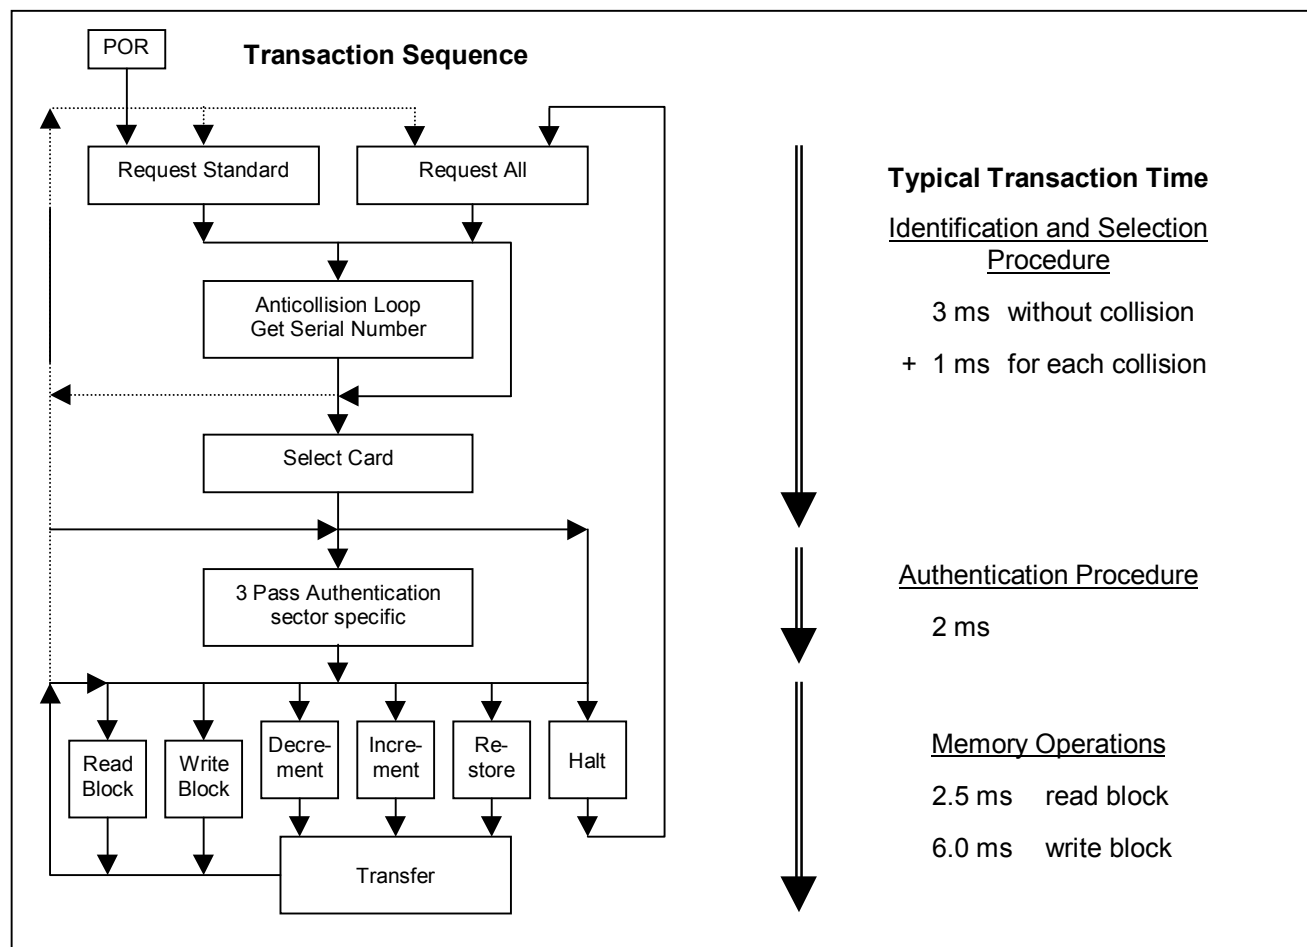 POR
Transaction Sequence
Request Standard
Request All
Anticollision Loop
Get Serial Number
Select Card
3 Pass Authentication
sector specific
Read
Block
Write
Block
Decre-
ment
Incre-
ment
Re-
store
Halt
Transfer
Typical Transaction Time
Identification and Selection
Procedure
3 ms without collision
+ 1 ms for each collision
Authentication Procedure
2 ms
Memory Operations
2.5 ms read block
6.0 ms write block